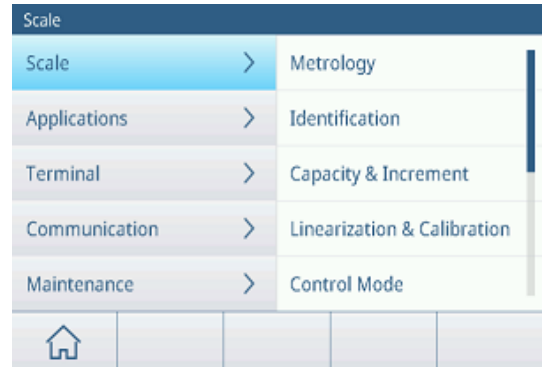 Scale
Scale
Applications
Terminal
Communication
Maintenance
Metrology
Identification
Capacity & Increment
Linearization & Calibration
Control Mode